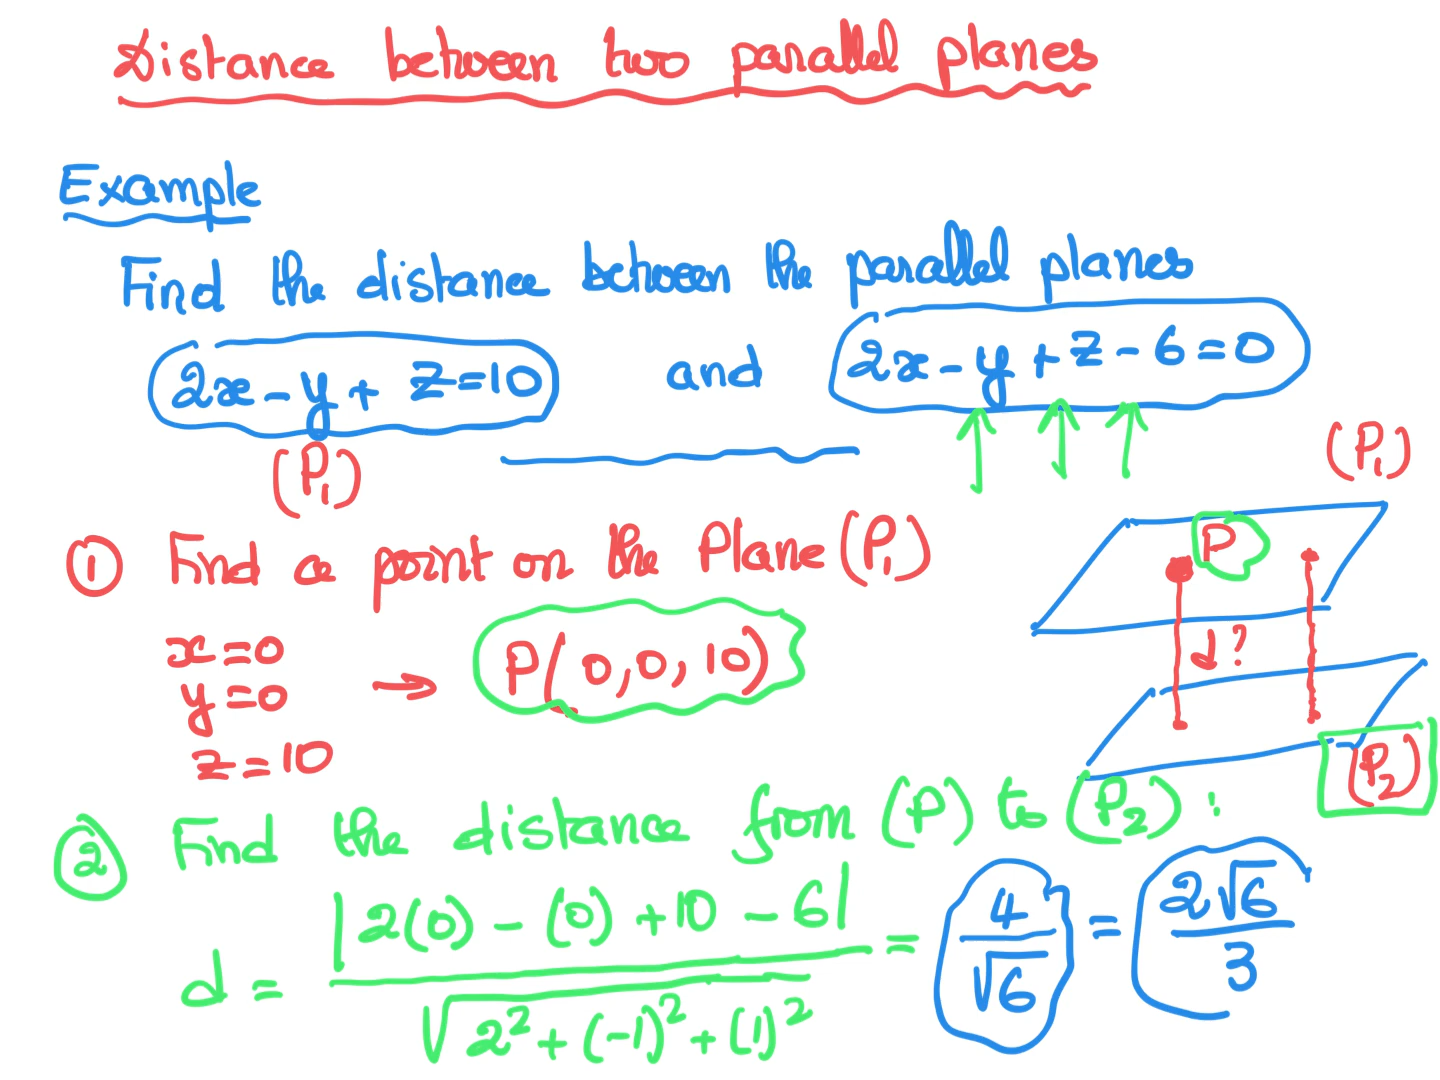 Distance between two parallel planes
Example
Find the distance between the parallel planes
2x - y + z = 10 and 2x - y + z - 6 = 0
(P₁)
(P₁)
① Find a point on the Plane (P₁)
P
x = 0
y = 0 → P(0, 0, 10)
z = 10
d?
(P₂)
② Find the distance from (P) to (P₂):
d = |2(0) - (0) + 10 - 6| / √(2² + (-1)² + (1)²) = 4/√6 = 2√6/3